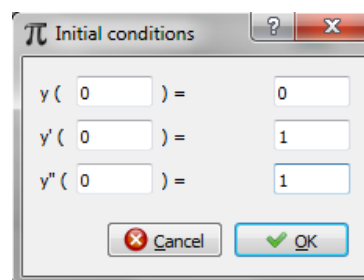 π Initial conditions ? x
y ( 0 ) = 0
y' ( 0 ) = 1
y" ( 0 ) = 1
Cancel OK